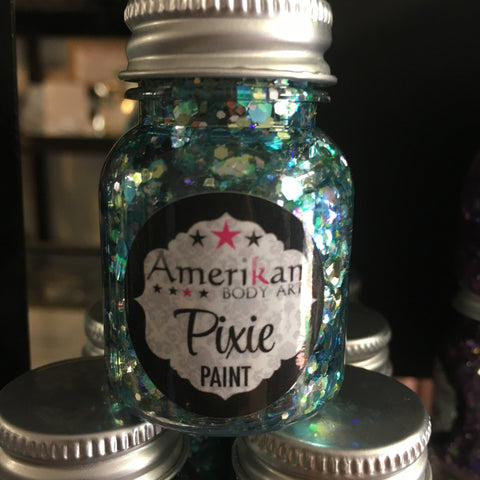 Amerikan
BODY ART
Pixie
PAINT